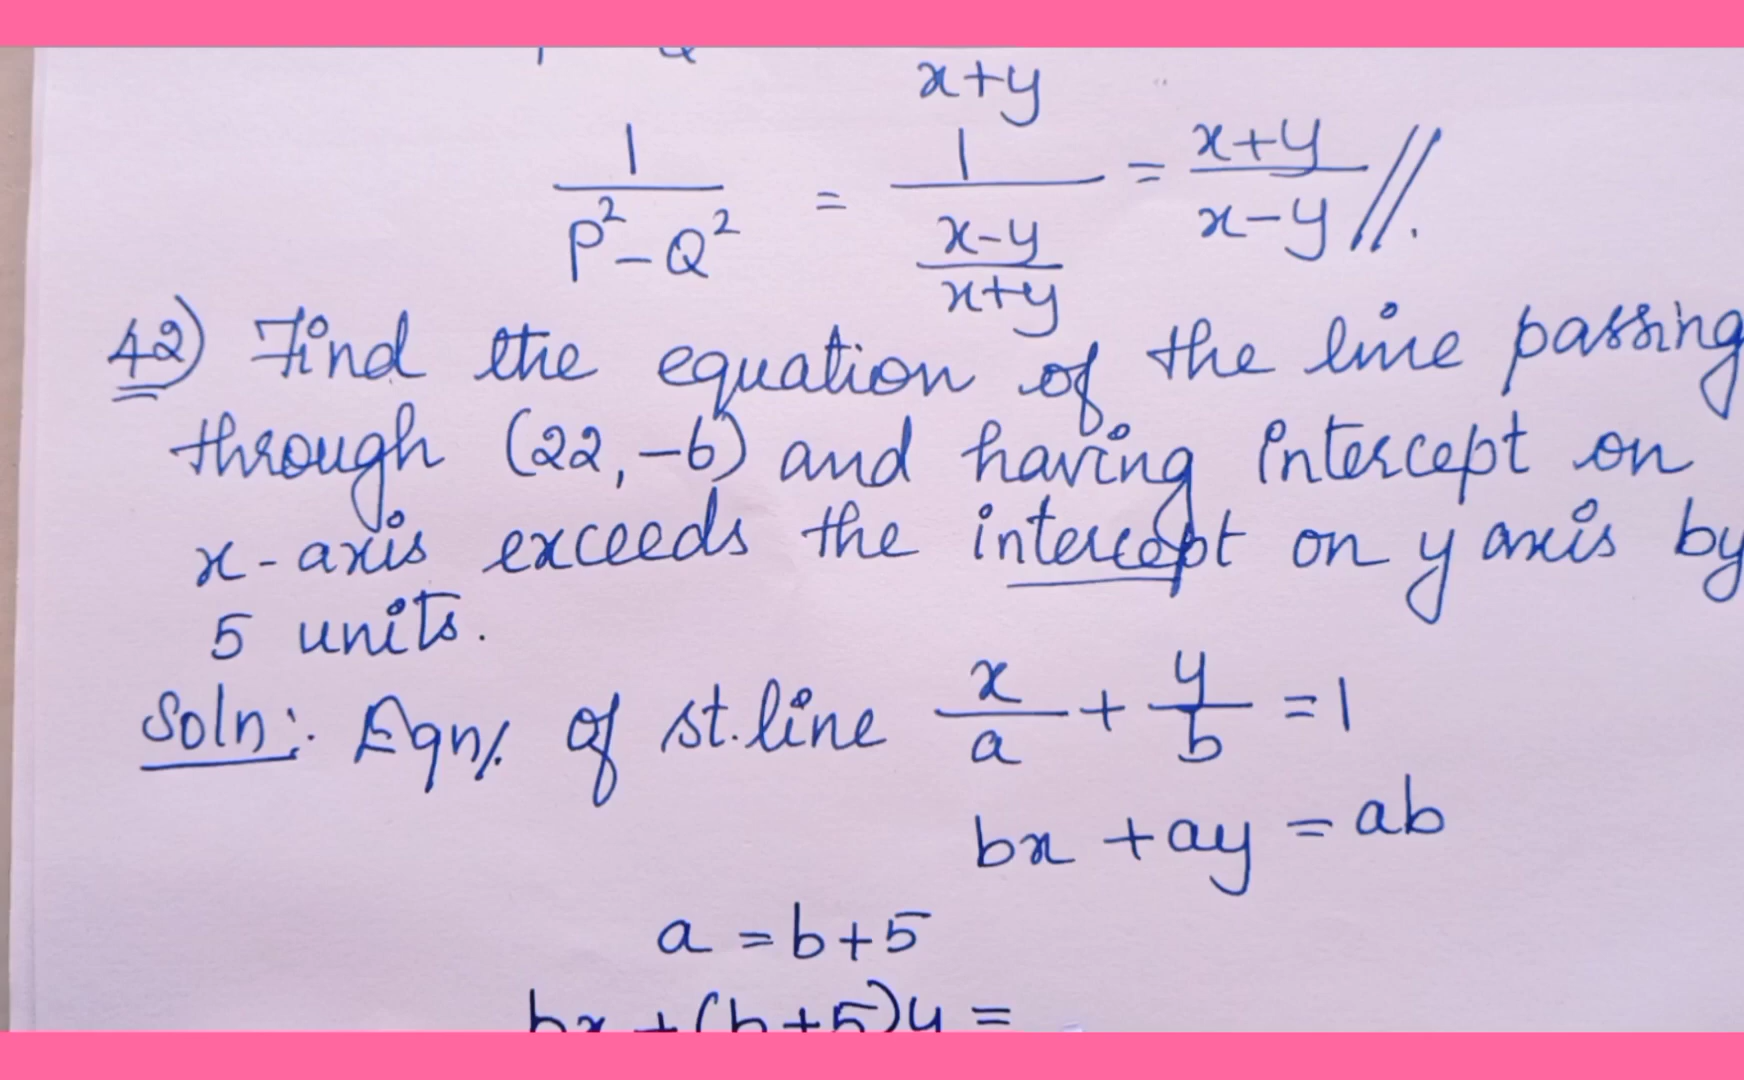 x+y
1/(P²-Q²) = 1/((x-y)/(x+y)) = (x+y)/(x-y) //.
42) Find the equation of the line passing
through (22,-6) and having intercept on
x-axis exceeds the intercept on y axis by
5 units.
Soln: Eqn/. of st.line x/a + y/b = 1
bx + ay = ab
a = b+5
bx + (b+5)y =